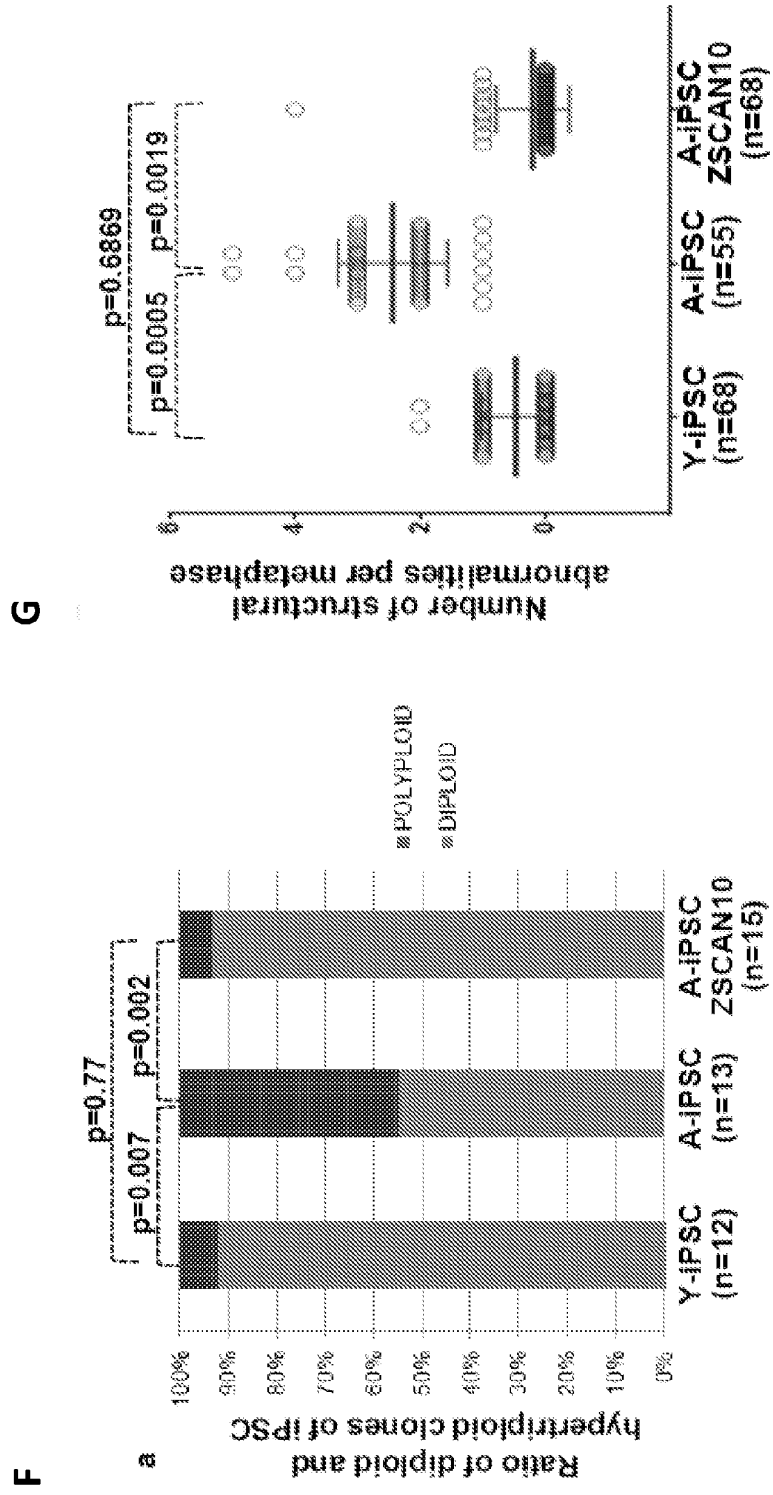 F
a
Ratio of diploid and
hypertriploid clones of iPSC
100%
90%
80%
70%
60%
50%
40%
30%
20%
10%
0%
p=0.77
p=0.007
p=0.002
Y-iPSC
(n=12)
A-iPSC
(n=13)
A-iPSC
ZSCAN10
(n=15)
POLYPLOID
DIPLOID
G
Number of structural
abnormalities per metaphase
6
4
2
0
p=0.6869
p=0.0005
p=0.0019
Y-iPSC
(n=68)
A-iPSC
(n=55)
A-iPSC
ZSCAN10
(n=68)